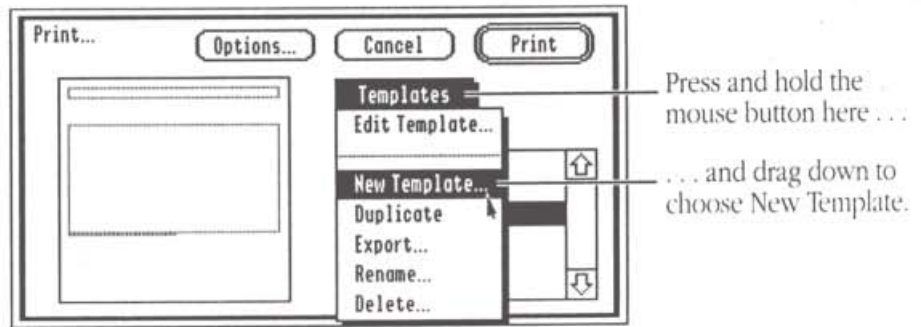 Print...
Options...
Cancel
Print
Templates
Edit Template...
New Template...
Duplicate
Export...
Rename...
Delete...
Press and hold the
mouse button here . . .
. . . and drag down to
choose New Template.